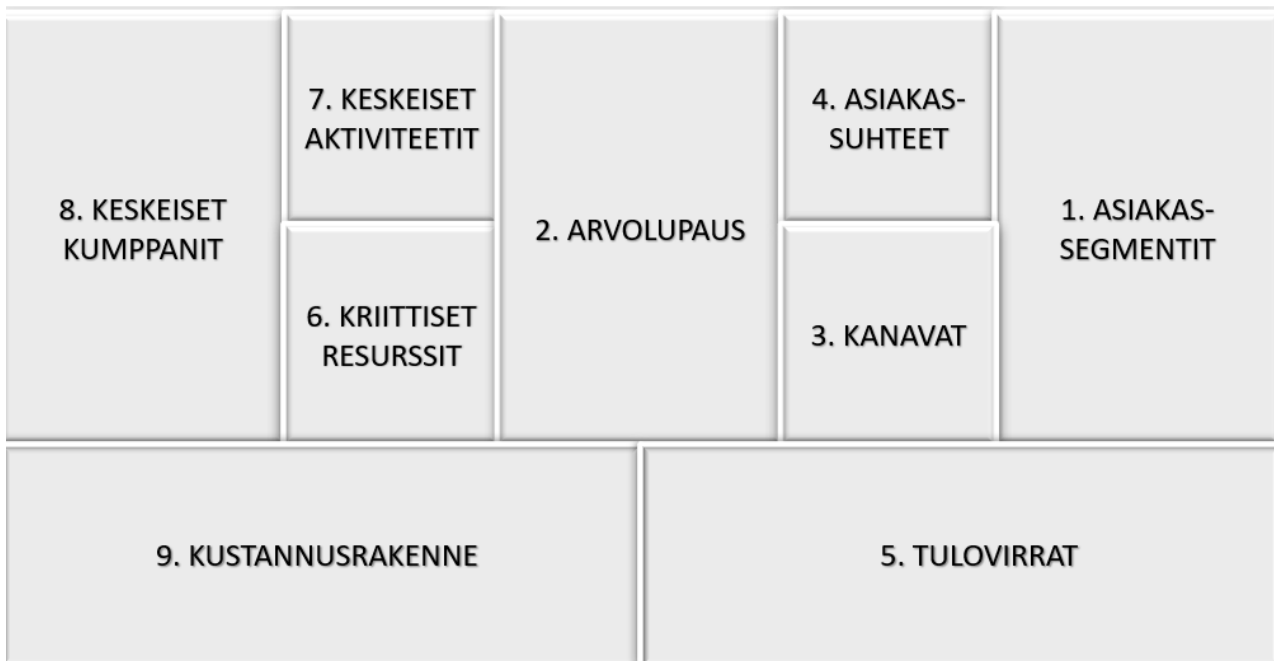 8. KESKEISET
KUMPPANIT
7. KESKEISET
AKTIVITEETIT
6. KRIITTISET
RESURSSIT
2. ARVOLUPAUS
4. ASIAKAS-
SUHTEET
3. KANAVAT
1. ASIAKAS-
SEGMENTIT
9. KUSTANNUSRAKENNE
5. TULOVIRRAT